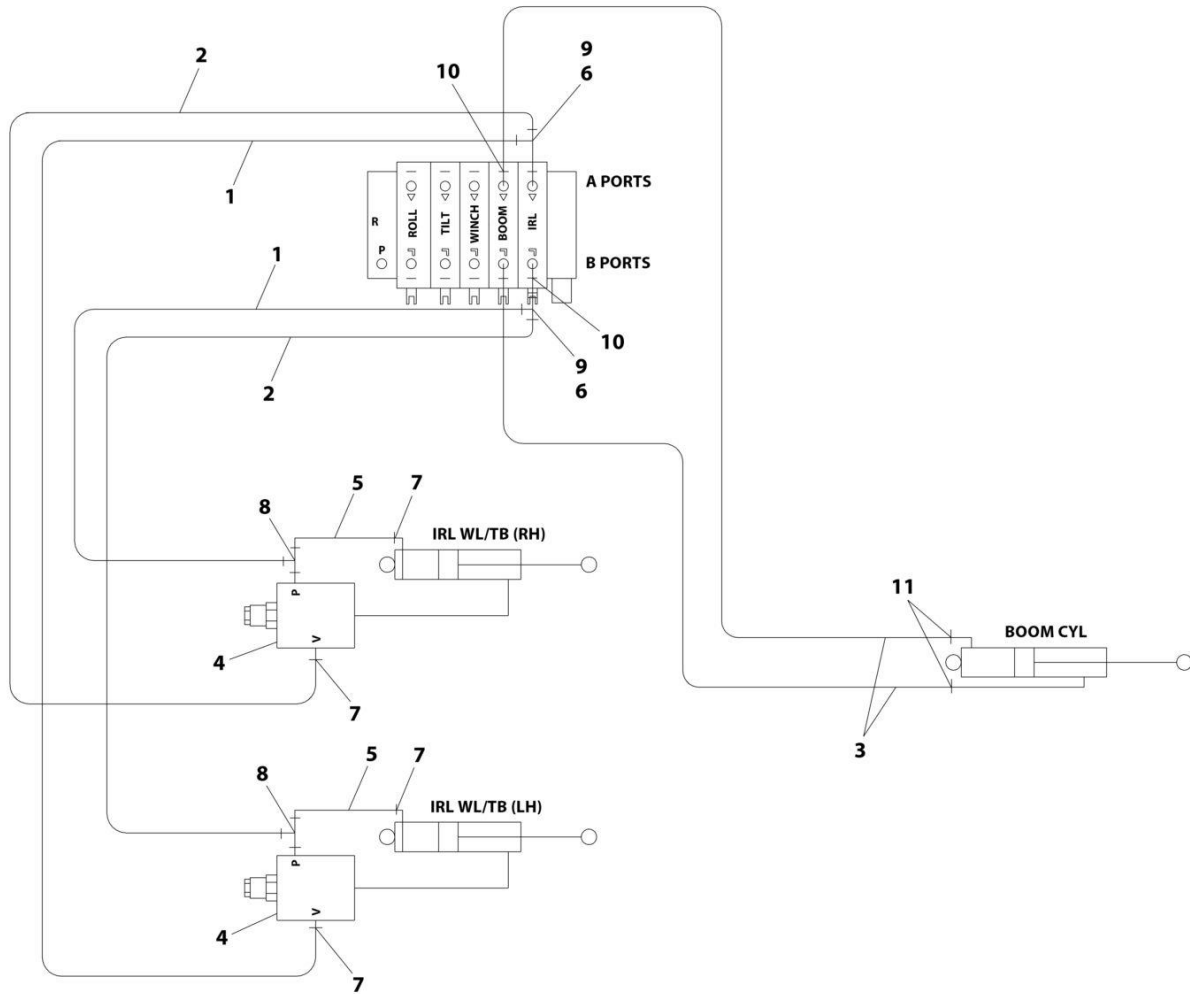 9
2
10
6
A PORTS
1
R
ROLL
TILT
WINCH
BOOM
IRL
P
B PORTS
1
10
2
9
6
5
7
8
IRL WL/TB (RH)
P
11
BOOM CYL
4
V
7
3
5
7
8
IRL WL/TB (LH)
P
4
V
7